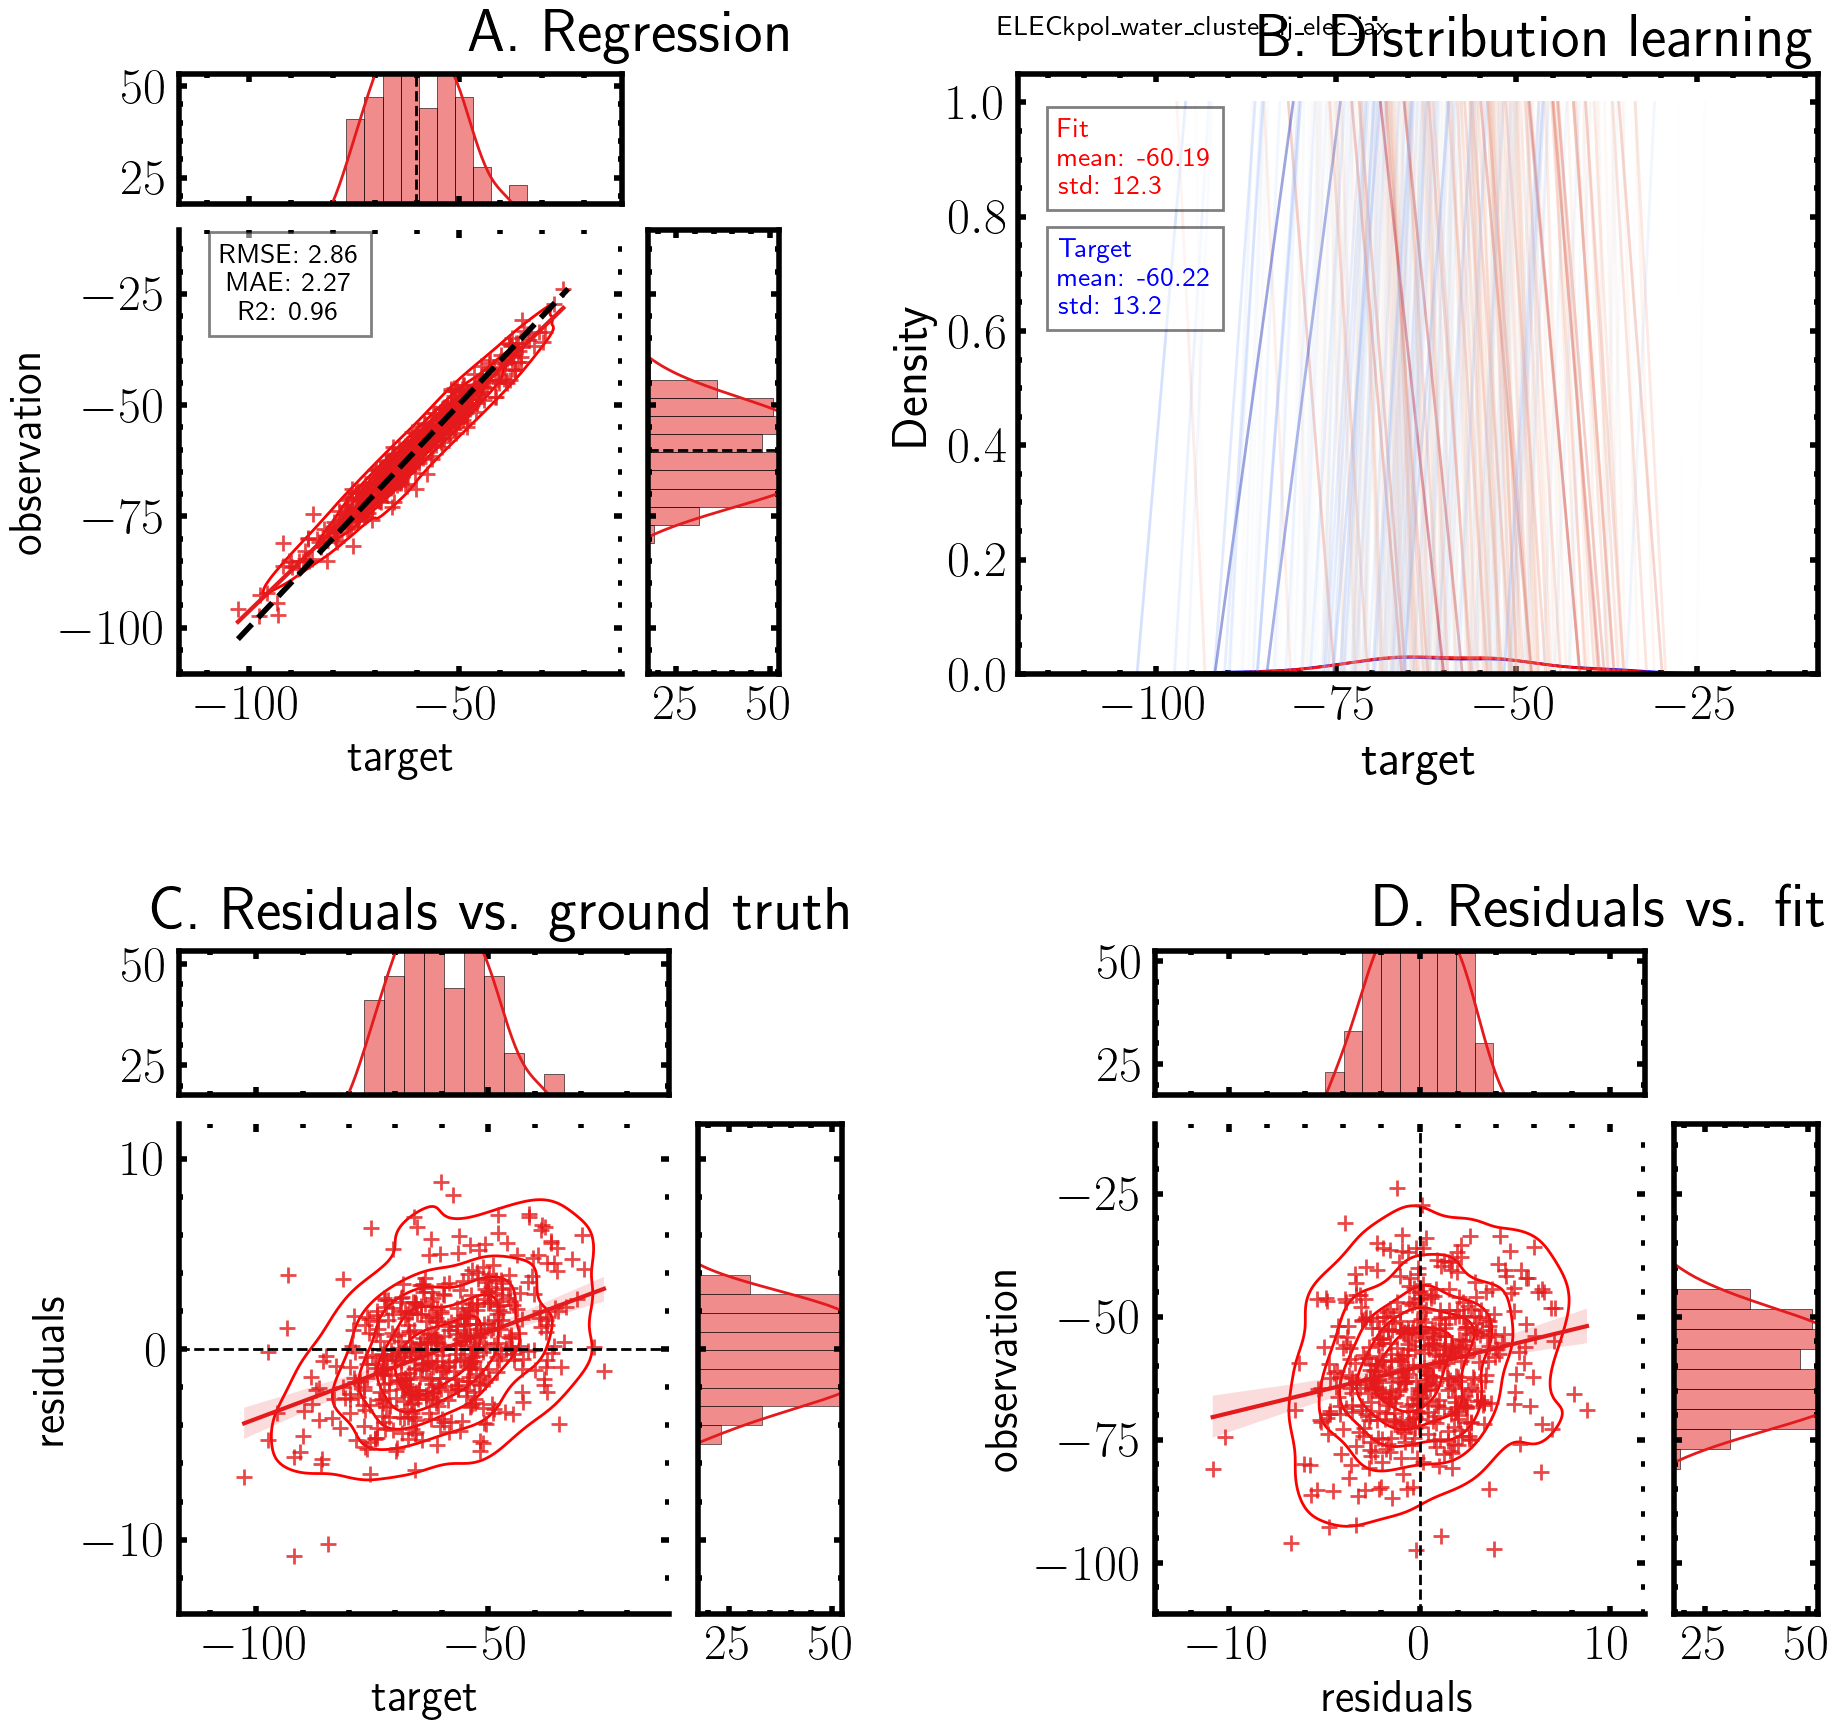 A. Regression
50
25
RMSE: 2.86
MAE: 2.27
R2: 0.96
−25
−50
−75
−100
observation
−100 −50
target
25 50
ELECkpol_water_cluster_lj_elec_jax
B. Distribution learning
1.0
0.8
0.6
0.4
0.2
0.0
Density
Fit
mean: -60.19
std: 12.3
Target
mean: -60.22
std: 13.2
−100 −75 −50 −25
target
C. Residuals vs. ground truth
50
25
10
0
−10
residuals
−100 −50
target
25 50
D. Residuals vs. fit
50
25
−25
−50
−75
−100
observation
−10 0 10
residuals
25 50